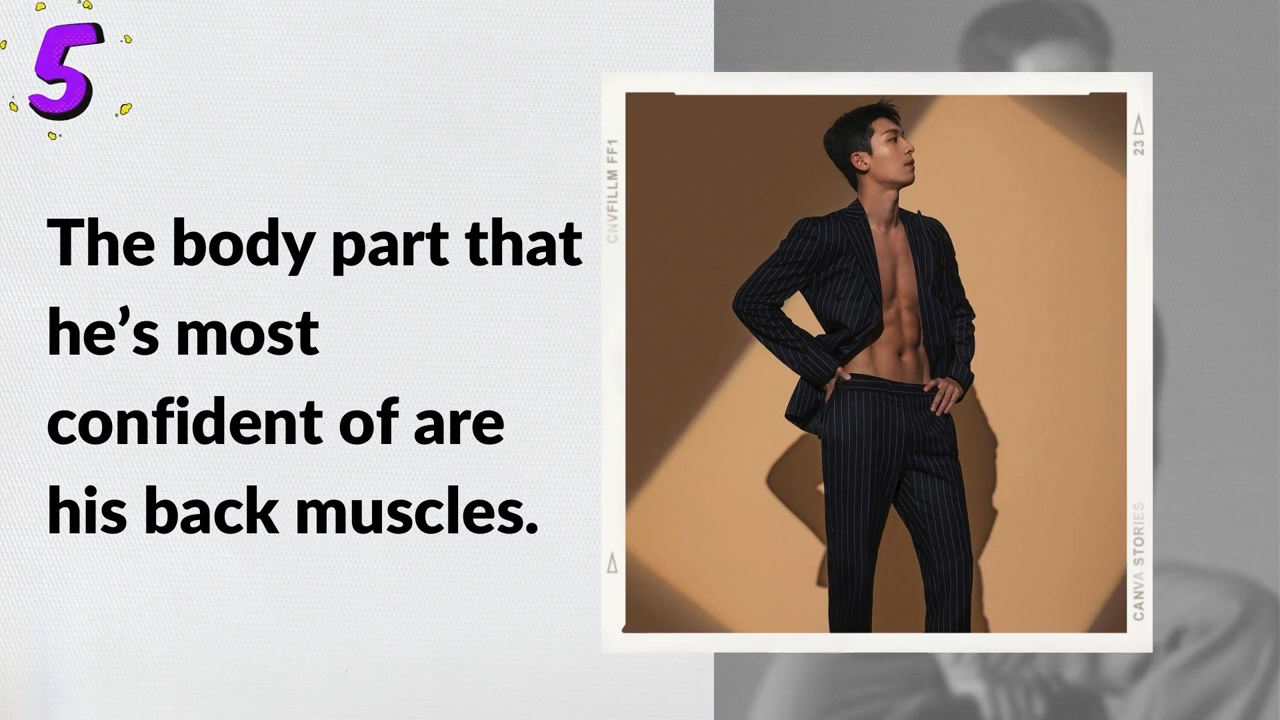 5
The body part that
he’s most
confident of are
his back muscles.
CNVFILLM FF1
23
CANVA STORIES